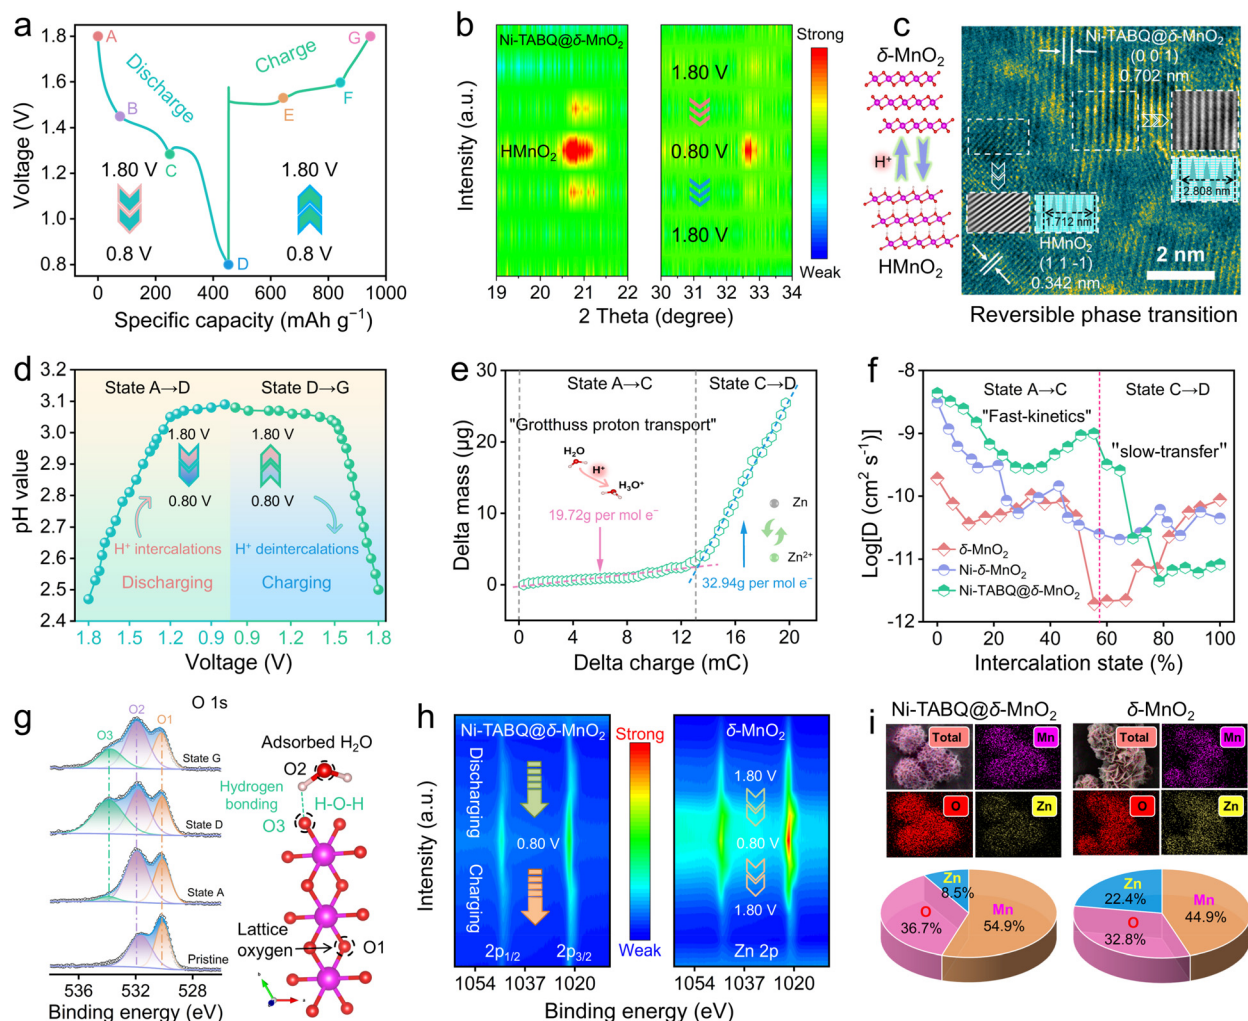 a
Voltage (V)
1.8
1.6
1.4
1.2
1.0
0.8
0
200
400
600
800
1000
Specific capacity (mAh g⁻¹)
A
B
C
D
E
F
G
Discharge
Charge
1.80 V
0.8 V
1.80 V
0.8 V
b
Intensity (a.u.)
Ni-TABQ@δ-MnO₂
HMnO₂
1.80 V
0.80 V
1.80 V
19
20
21
22
30
31
32
33
34
2 Theta (degree)
Strong
Weak
c
δ-MnO₂
H⁺
HMnO₂
Ni-TABQ@δ-MnO₂
(0 0 1)
0.702 nm
2.808 nm
1.712 nm
HMnO₂
(1 1 -1)
0.342 nm
2 nm
Reversible phase transition
d
pH value
3.2
3.1
3.0
2.9
2.8
2.7
2.6
2.5
2.4
State A→D
State D→G
1.80 V
0.80 V
1.80 V
0.80 V
H⁺ intercalations
Discharging
H⁺ deintercalations
Charging
1.8
1.5
1.2
0.9
0.9
1.2
1.5
1.8
Voltage (V)
e
Delta mass (μg)
30
20
10
0
State A→C
State C→D
"Grotthuss proton transport"
H₂O
H⁺
H₃O⁺
19.72g per mol e⁻
Zn
Zn²⁺
32.94g per mol e⁻
0
4
8
12
16
20
Delta charge (mC)
f
Log[D (cm² s⁻¹)]
-8
-9
-10
-11
-12
State A→C
State C→D
"Fast-kinetics"
"slow-transfer"
δ-MnO₂
Ni-δ-MnO₂
Ni-TABQ@δ-MnO₂
0
20
40
60
80
100
Intercalation state (%)
g
O 1s
O3
O2
O1
State G
State D
State A
Pristine
536
532
528
Binding energy (eV)
Adsorbed H₂O
O2
Hydrogen
bonding
H-O-H
O3
Lattice
oxygen
O1
h
Intensity (a.u.)
Ni-TABQ@δ-MnO₂
Discharging
0.80 V
Charging
2p₁/₂
2p₃/₂
1054
1037
1020
Strong
Weak
δ-MnO₂
1.80 V
0.80 V
1.80 V
Zn 2p
1054
1037
1020
Binding energy (eV)
i
Ni-TABQ@δ-MnO₂
Total
Mn
O
Zn
Zn
8.5%
O
36.7%
Mn
54.9%
δ-MnO₂
Total
Mn
O
Zn
Zn
22.4%
O
32.8%
Mn
44.9%